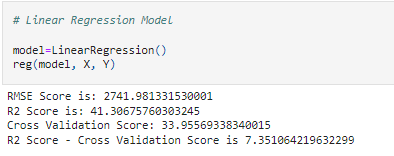 # Linear Regression Model
model=LinearRegression()
reg(model, X, Y)
RMSE Score is: 2741.981331530001
R2 Score is: 41.30675760303245
Cross Validation Score: 33.95569338340015
R2 Score - Cross Validation Score is 7.351064219632299